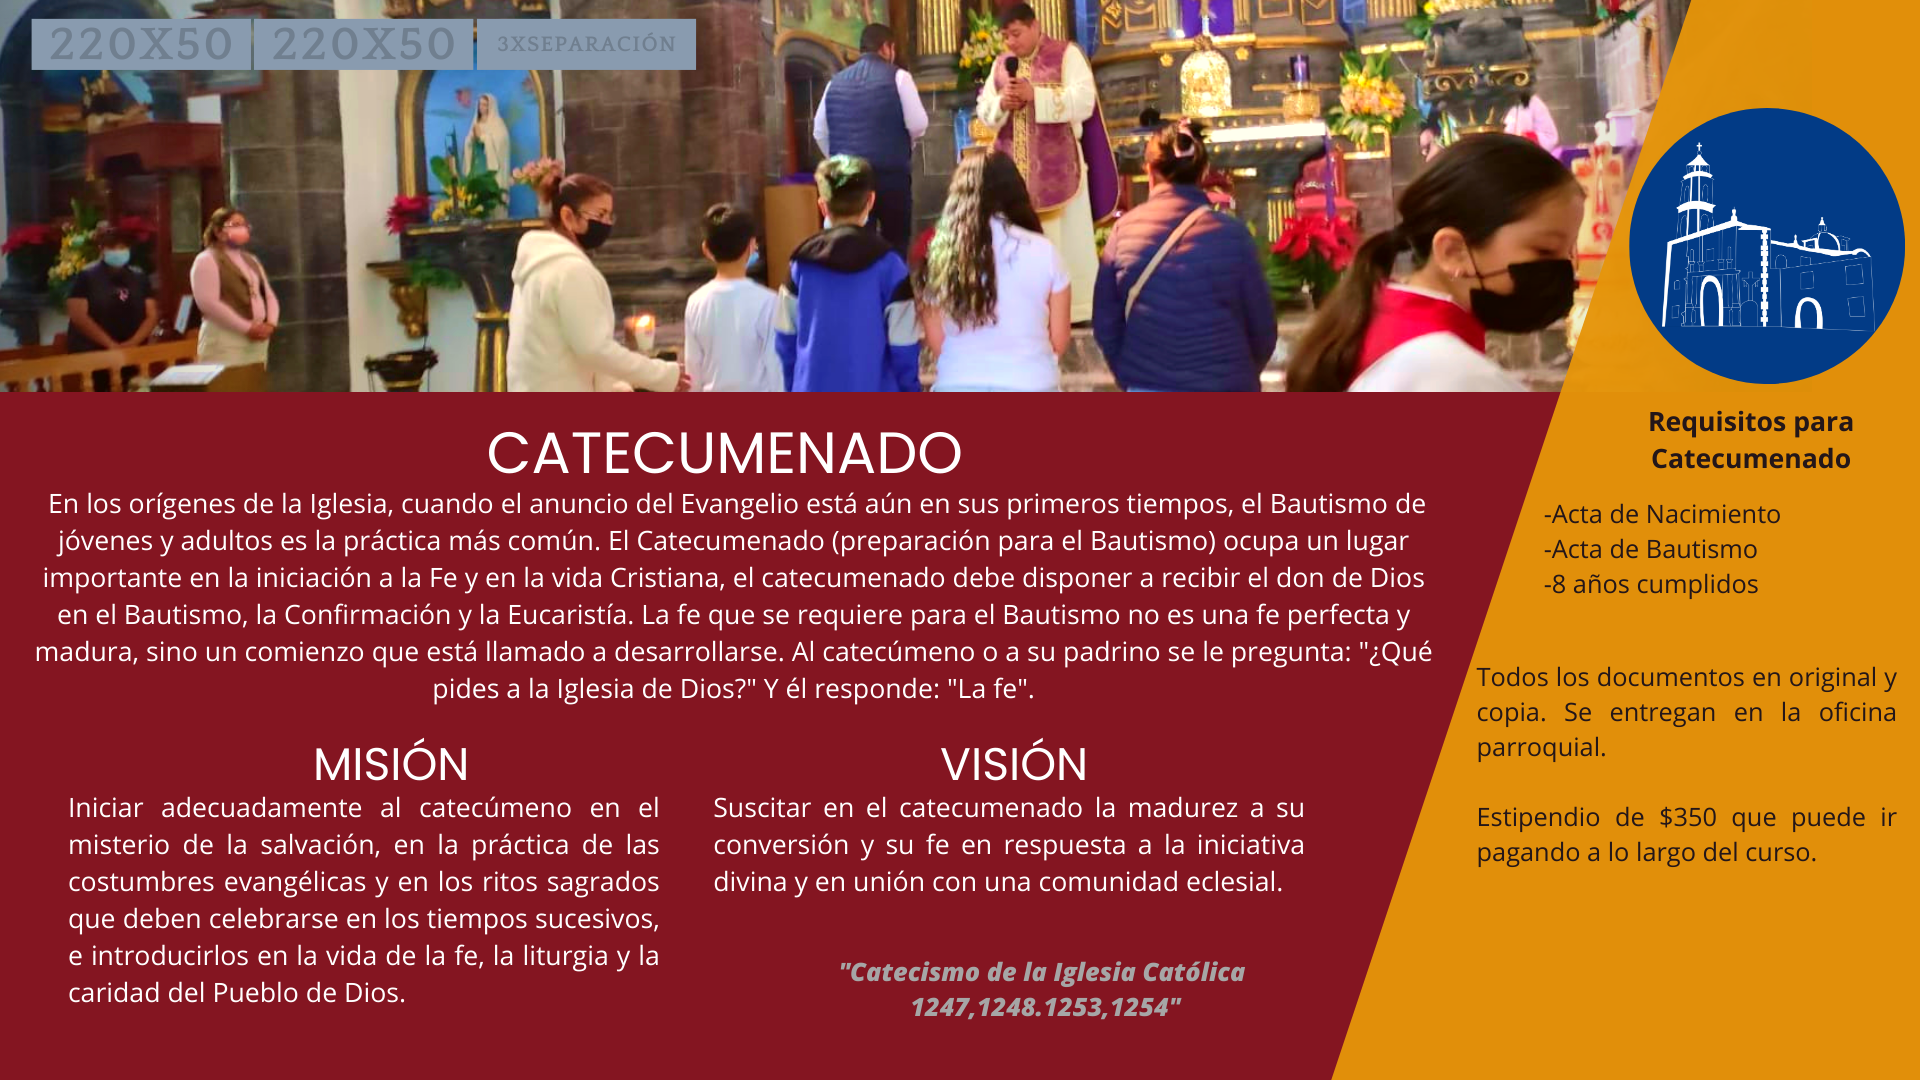 220X50 220X50 3XSEPARACIÓN
CATECUMENADO
En los orígenes de la Iglesia, cuando el anuncio del Evangelio está aún en sus primeros tiempos, el Bautismo de
jóvenes y adultos es la práctica más común. El Catecumenado (preparación para el Bautismo) ocupa un lugar
importante en la iniciación a la Fe y en la vida Cristiana, el catecumenado debe disponer a recibir el don de Dios
en el Bautismo, la Confirmación y la Eucaristía. La fe que se requiere para el Bautismo no es una fe perfecta y
madura, sino un comienzo que está llamado a desarrollarse. Al catecúmeno o a su padrino se le pregunta: "¿Qué
pides a la Iglesia de Dios?" Y él responde: "La fe".
MISIÓN
Iniciar adecuadamente al catecúmeno en el
misterio de la salvación, en la práctica de las
costumbres evangélicas y en los ritos sagrados
que deben celebrarse en los tiempos sucesivos,
e introducirlos en la vida de la fe, la liturgia y la
caridad del Pueblo de Dios.
VISIÓN
Suscitar en el catecumenado la madurez a su
conversión y su fe en respuesta a la iniciativa
divina y en unión con una comunidad eclesial.
"Catecismo de la Iglesia Católica
1247,1248.1253,1254"
Requisitos para
Catecumenado
-Acta de Nacimiento
-Acta de Bautismo
-8 años cumplidos
Todos los documentos en original y
copia. Se entregan en la oficina
parroquial.
Estipendio de $350 que puede ir
pagando a lo largo del curso.